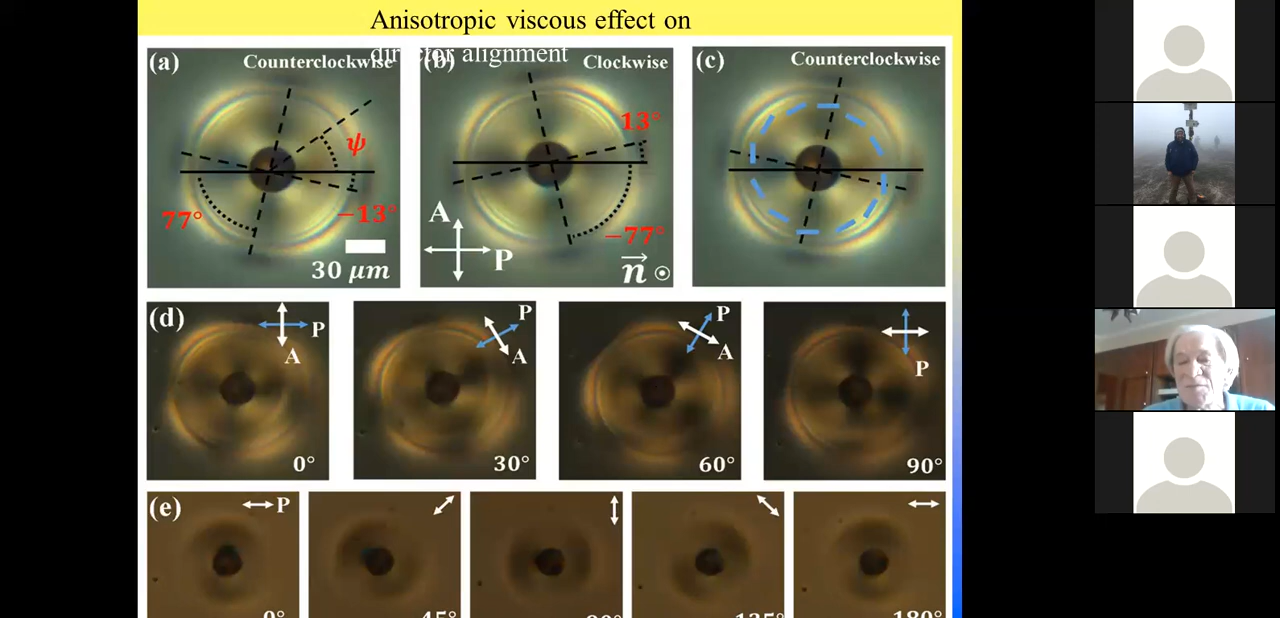 Anisotropic viscous effect on
director alignment
(a)
Counterclockwise
ψ
77°
−13°
30 μm
(b)
Clockwise
13°
−77°
A
P
n
(c)
Counterclockwise
(d)
P
A
0°
P
A
30°
P
A
60°
P
90°
(e)
P
0°
45°
90°
135°
180°